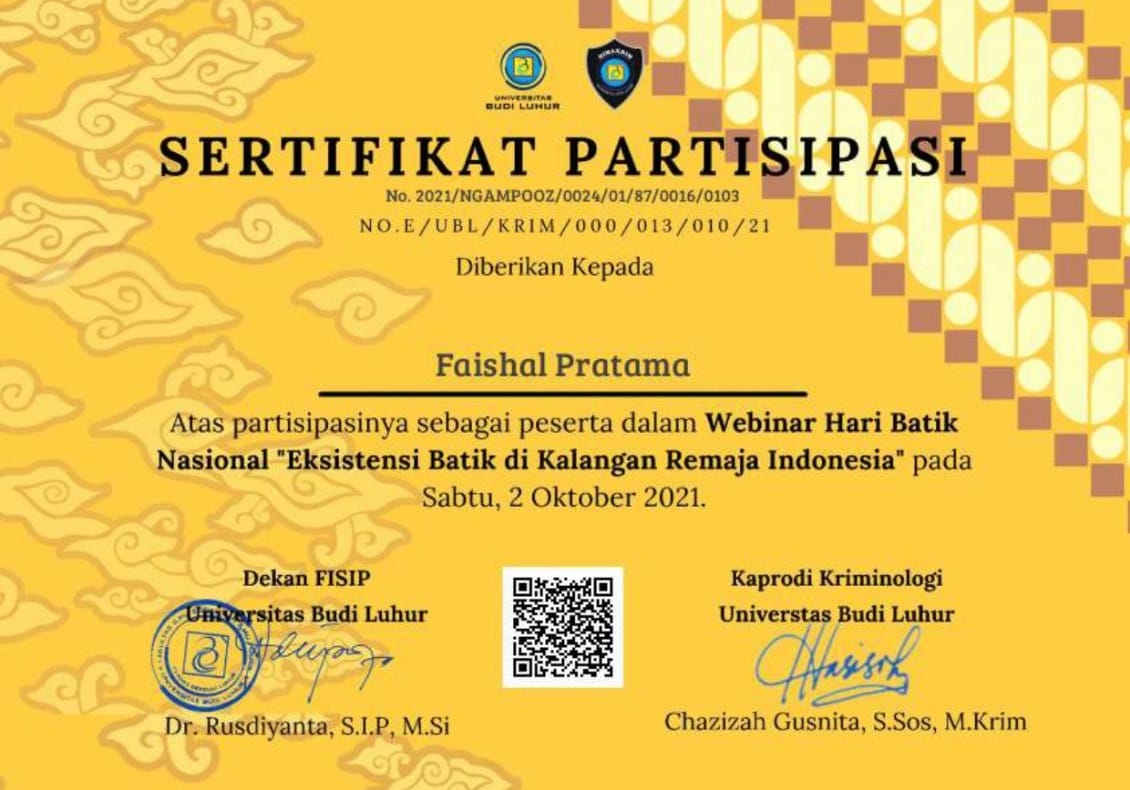 UNIVERSITAS
BUDI LUHUR
SERTIFIKAT PARTISIPASI
No. 2021/NGAMPOOZ/0024/01/87/0016/0103
NO.E/UBL/KRIM/000/013/010/21
Diberikan Kepada
Faishal Pratama
Atas partisipasinya sebagai peserta dalam Webinar Hari Batik
Nasional "Eksistensi Batik di Kalangan Remaja Indonesia" pada
Sabtu, 2 Oktober 2021.
Dekan FISIP
Universitas Budi Luhur
Dr. Rusdiyanta, S.I.P, M.Si
Kaprodi Kriminologi
Universtas Budi Luhur
Chazizah Gusnita, S.Sos, M.Krim